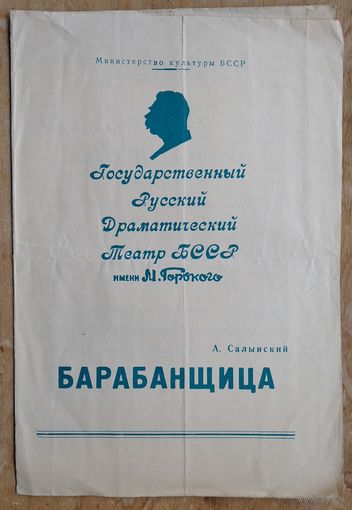 Министерство культуры БССР
Государственный
Русский
Драматический
Театр БССР
ИМЕНИ М. Горького
А. Салынский
БАРАБАНЩИЦА